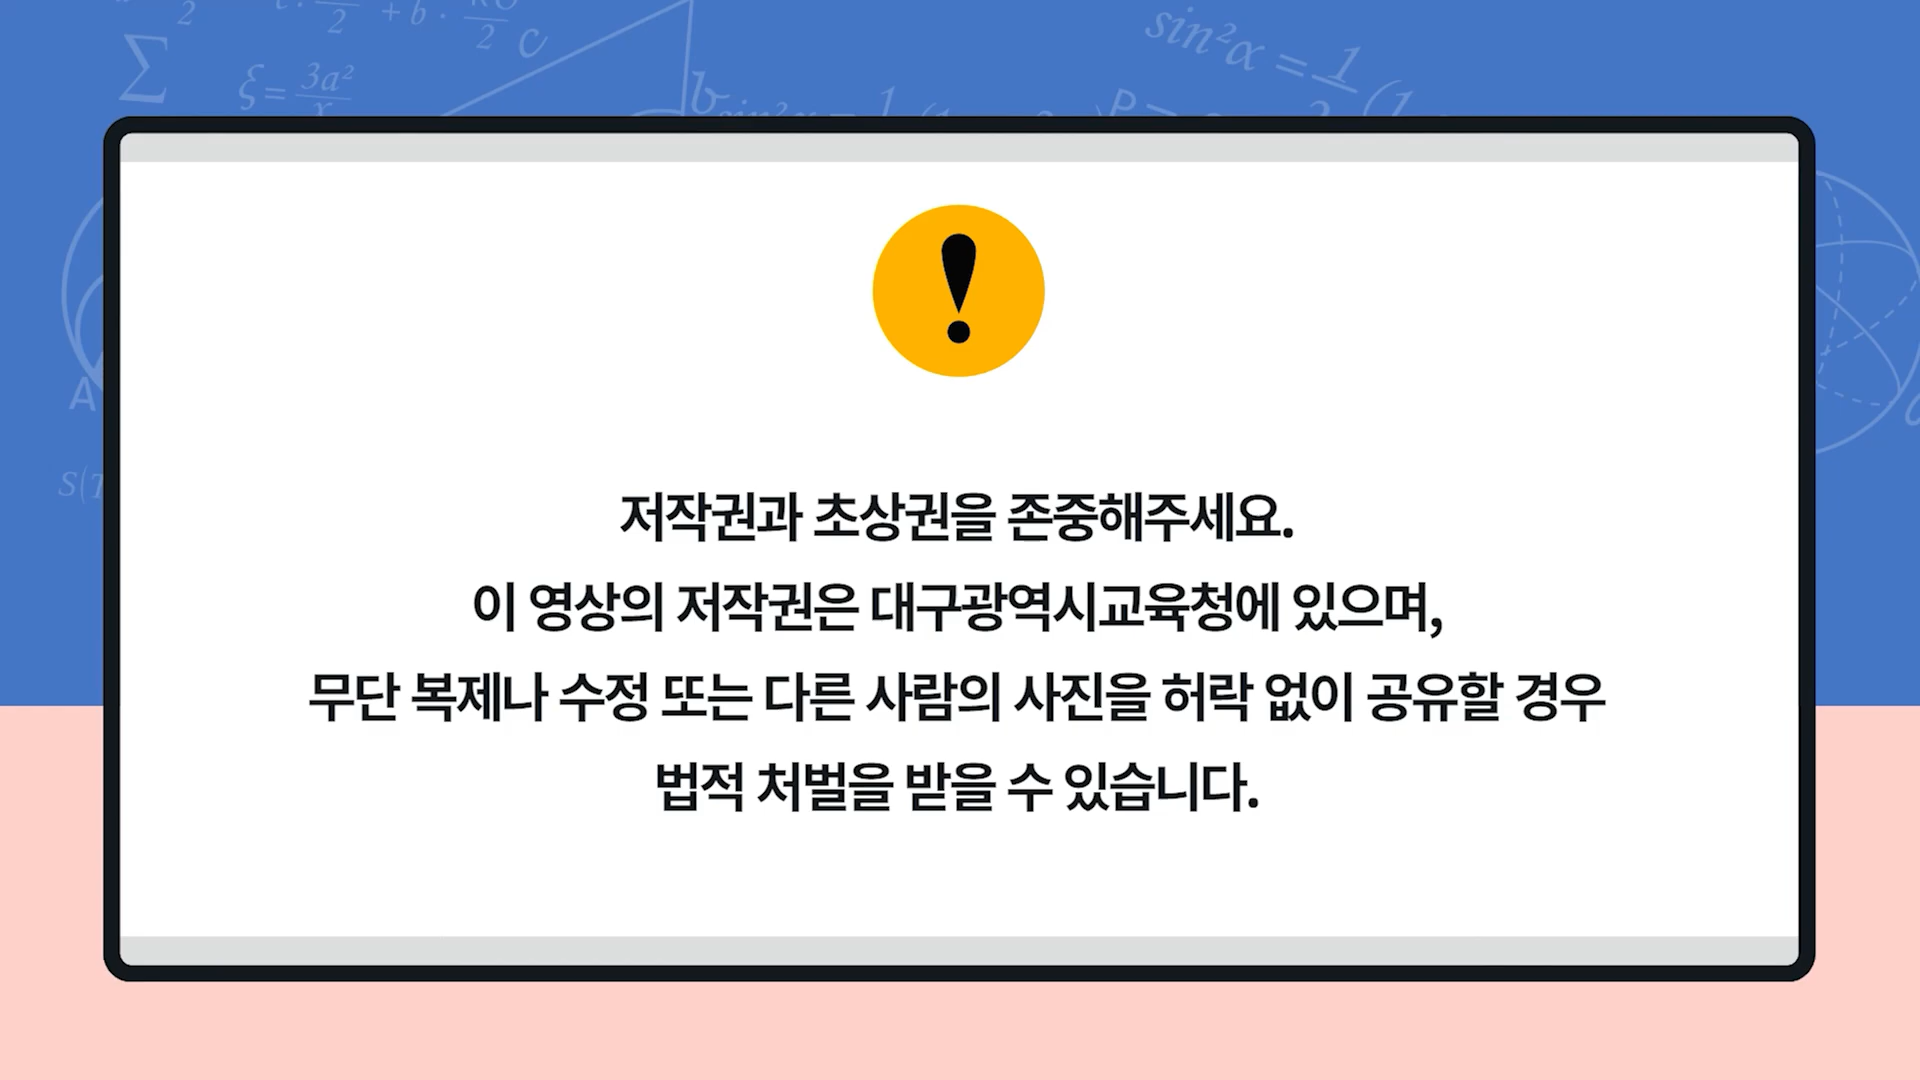 sin²α = 1
Σ
ξ = 3a²
x
c
b
A
저작권과 초상권을 존중해주세요.
이 영상의 저작권은 대구광역시교육청에 있으며,
무단 복제나 수정 또는 다른 사람의 사진을 허락 없이 공유할 경우
법적 처벌을 받을 수 있습니다.